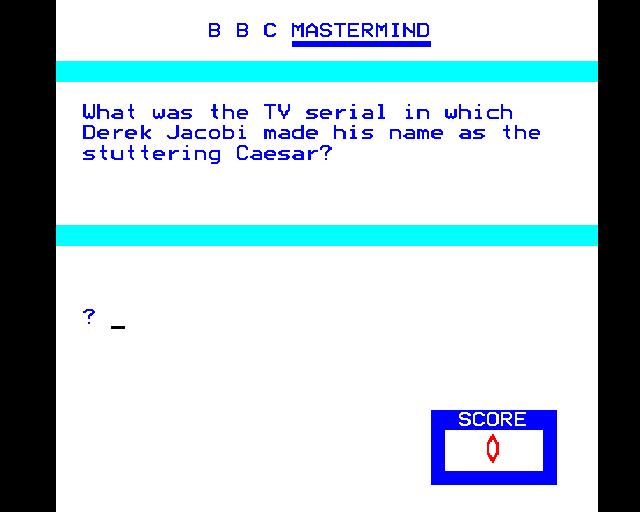 B B C MASTERMIND
What was the TV serial in which
Derek Jacobi made his name as the
stuttering Caesar?
? _
SCORE
0